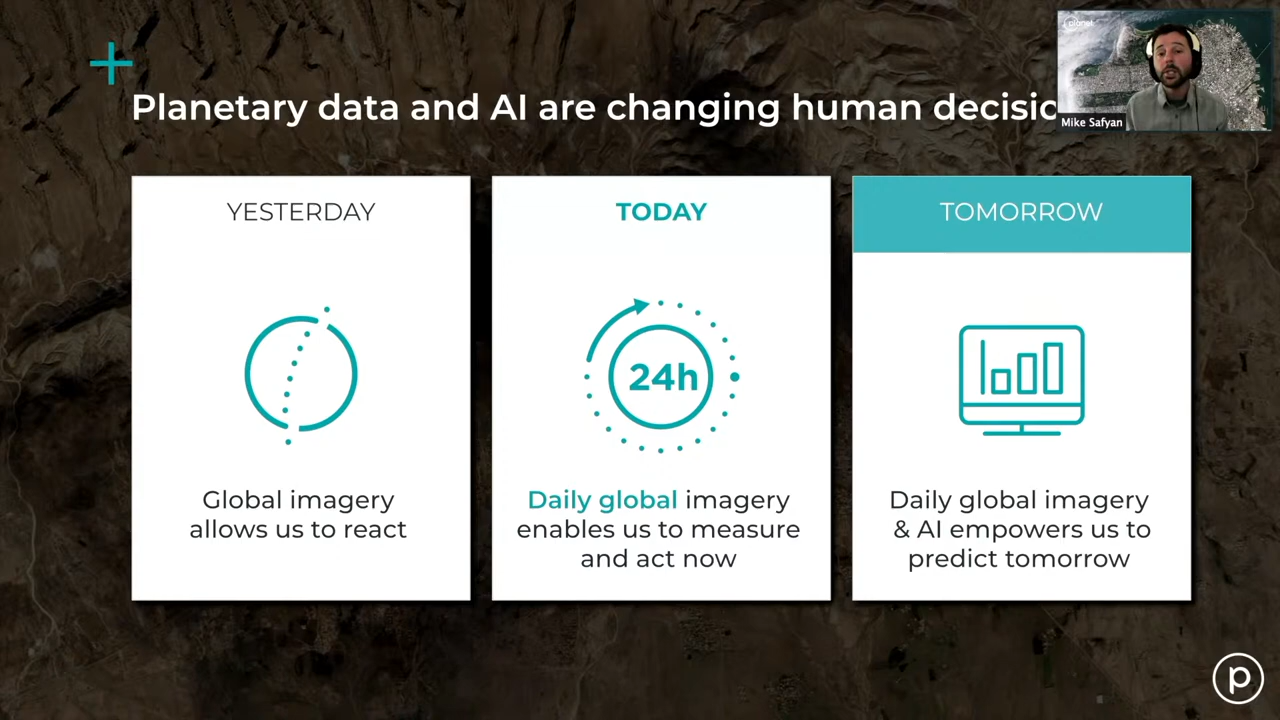 planet
Planetary data and AI are changing human decisio
Mike Safyan
YESTERDAY
TODAY
TOMORROW
24h
Global imagery
allows us to react
Daily global imagery
enables us to measure
and act now
Daily global imagery
& AI empowers us to
predict tomorrow
p